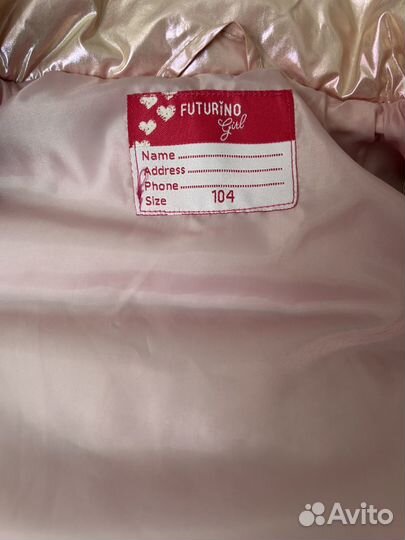 FUTURiNO
Girl
Name
Address
Phone
Size 104
Avito